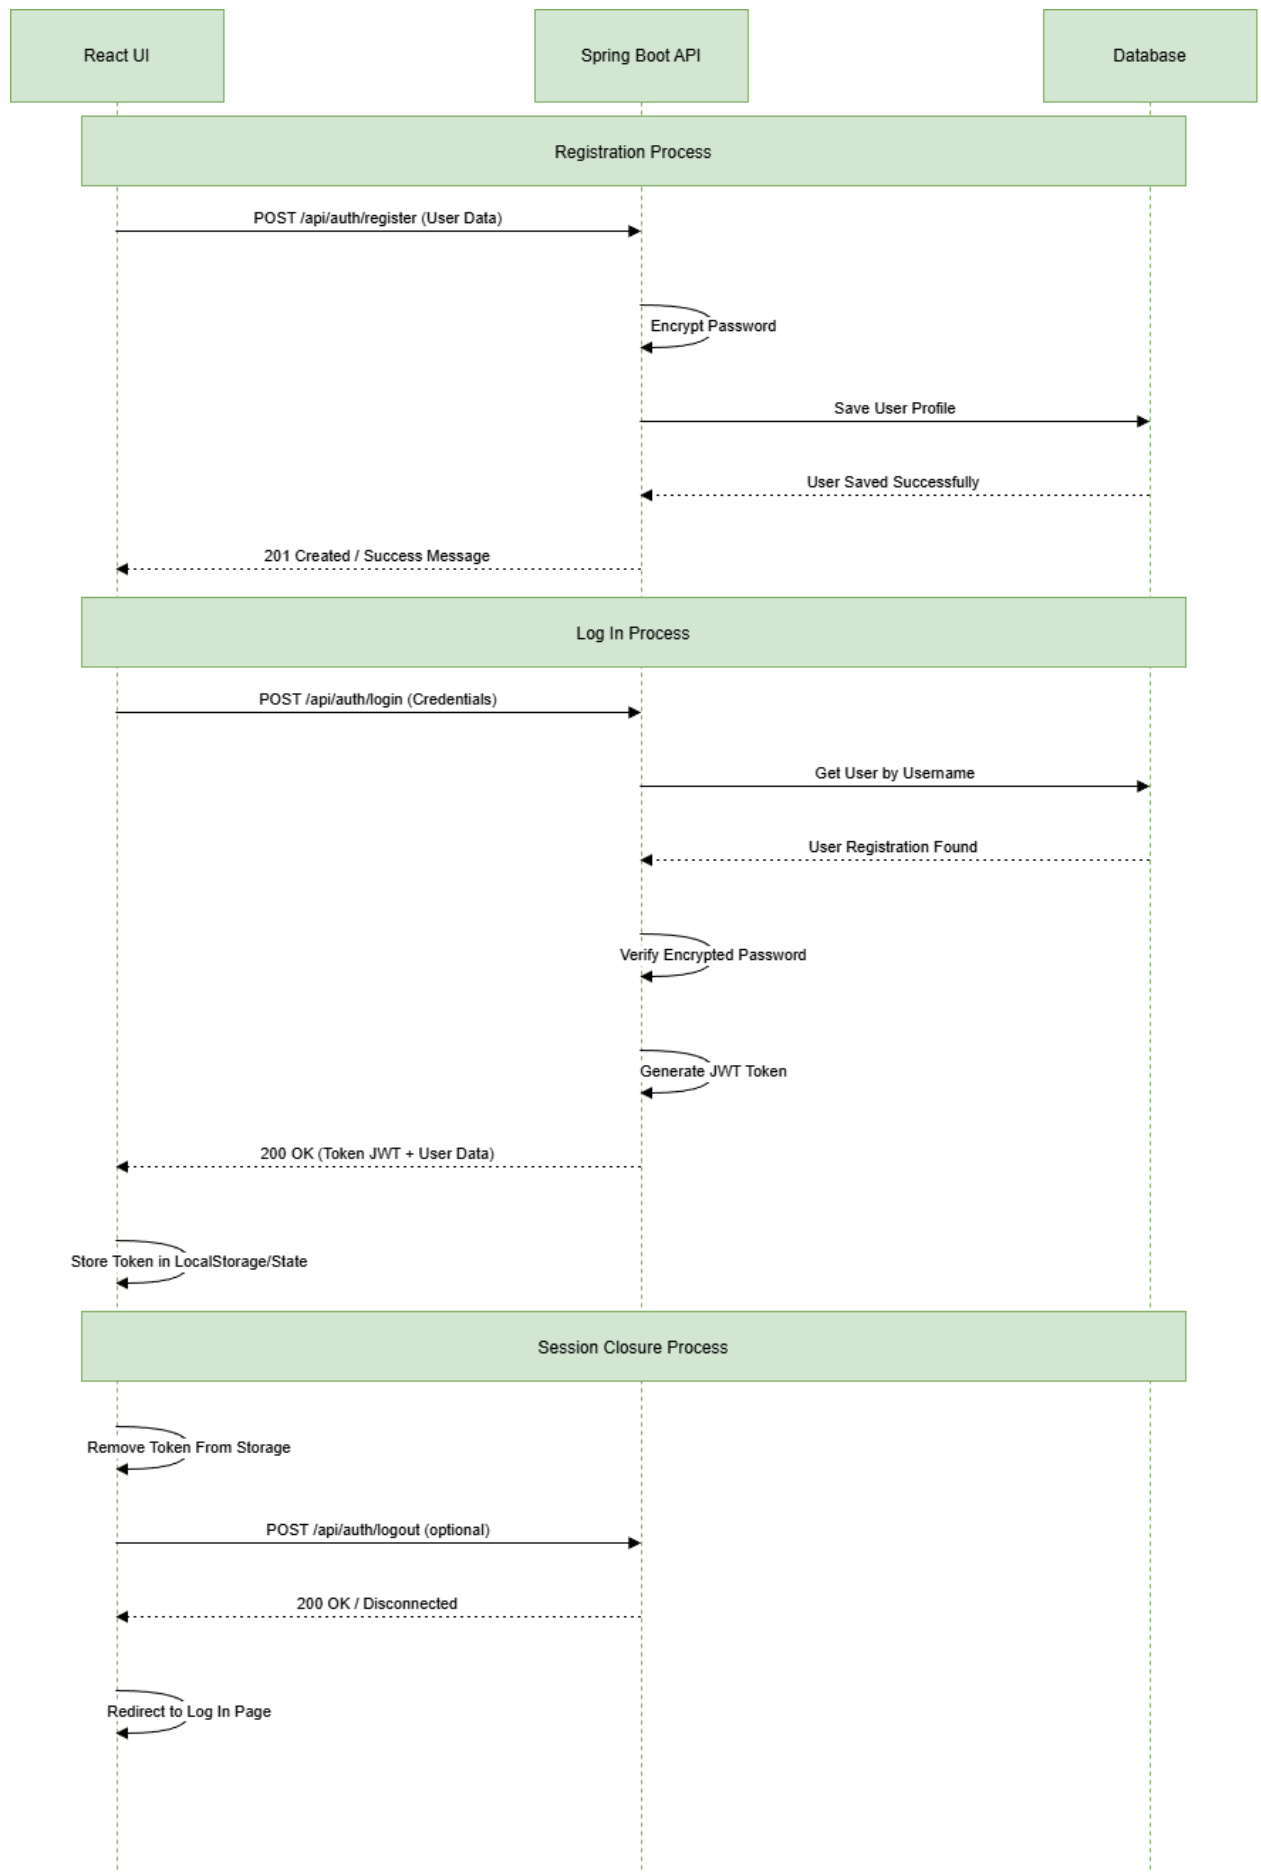 React UI
Spring Boot API
Database
Registration Process
POST /api/auth/register (User Data)
Encrypt Password
Save User Profile
User Saved Successfully
201 Created / Success Message
Log In Process
POST /api/auth/login (Credentials)
Get User by Username
User Registration Found
Verify Encrypted Password
Generate JWT Token
200 OK (Token JWT + User Data)
Store Token in LocalStorage/State
Session Closure Process
Remove Token From Storage
POST /api/auth/logout (optional)
200 OK / Disconnected
Redirect to Log In Page